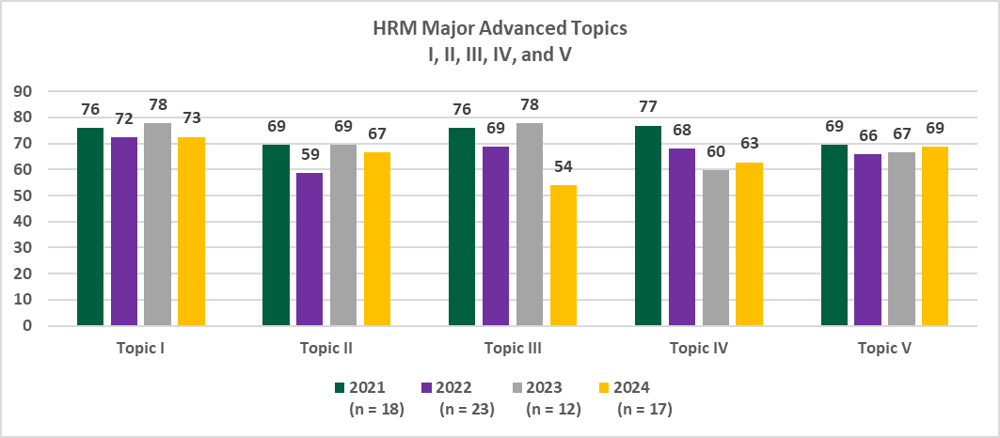 HRM Major Advanced Topics
I, II, III, IV, and V
90
80
70
60
50
40
30
20
10
0
76 72 78 73
69 59 69 67
76 69 78 54
77 68 60 63
69 66 67 69
Topic I Topic II Topic III Topic IV Topic V
2021 2022 2023 2024
(n = 18) (n = 23) (n = 12) (n = 17)